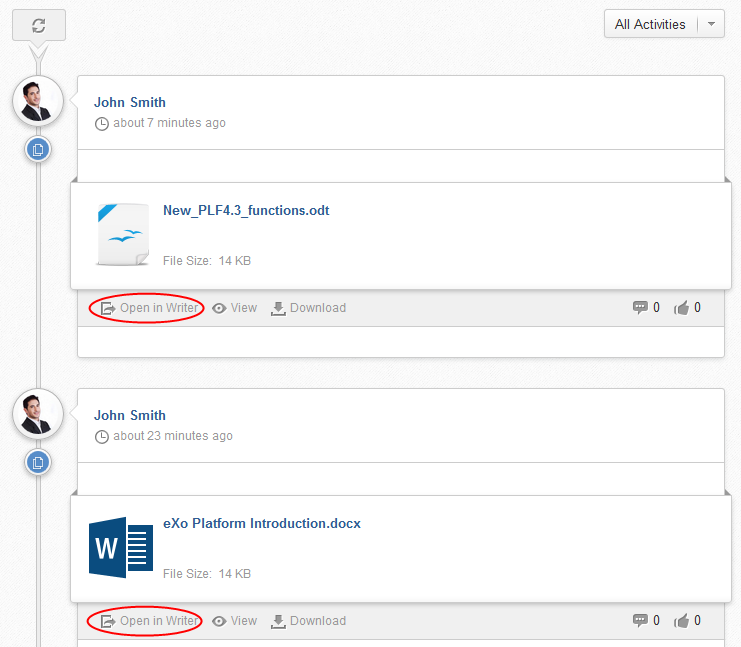 All Activities
John Smith
about 7 minutes ago
New_PLF4.3_functions.odt
File Size: 14 KB
Open in Writer View Download 0 0
John Smith
about 23 minutes ago
eXo Platform Introduction.docx
W
File Size: 14 KB
Open in Writer View Download 0 0